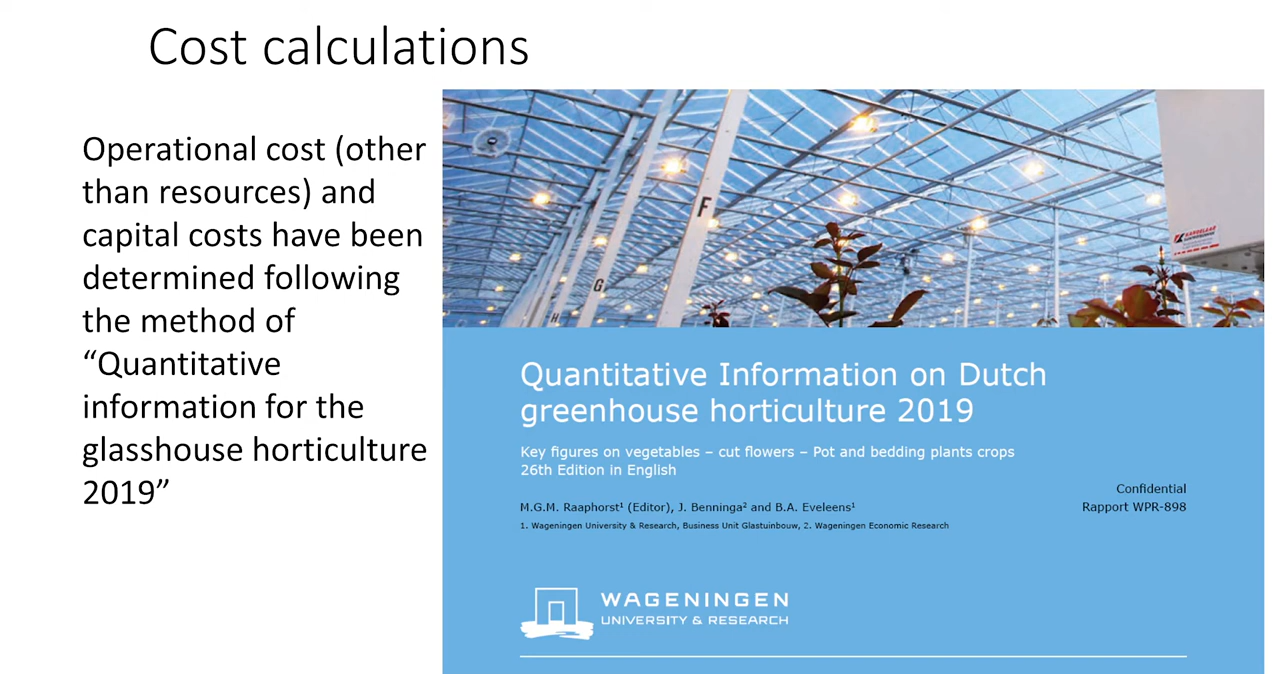 Cost calculations
Operational cost (other
than resources) and
capital costs have been
determined following
the method of
“Quantitative
information for the
glasshouse horticulture
2019”
F
G
H
Quantitative Information on Dutch
greenhouse horticulture 2019
Key figures on vegetables – cut flowers – Pot and bedding plants crops
26th Edition in English
Confidential
Rapport WPR-898
M.G.M. Raaphorst¹ (Editor), J. Benninga² and B.A. Eveleens¹
1. Wageningen University & Research, Business Unit Glastuinbouw, 2. Wageningen Economic Research
WAGENINGEN
UNIVERSITY & RESEARCH